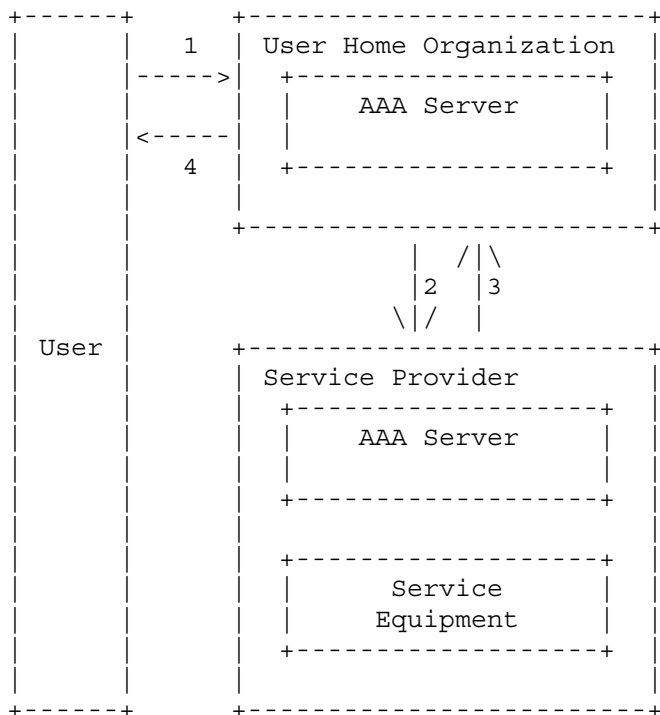 1
User Home Organization
AAA Server
4
2 3
User
Service Provider
AAA Server
Service
Equipment